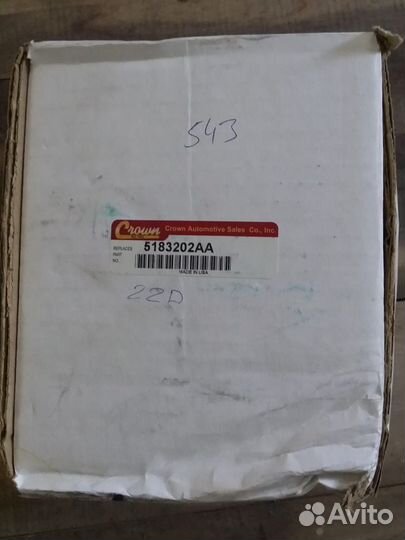 543
Crown Crown Automotive Sales Co., Inc.
REPLACES PART NO. 5183202AA
MADE IN USA
22D
Avito